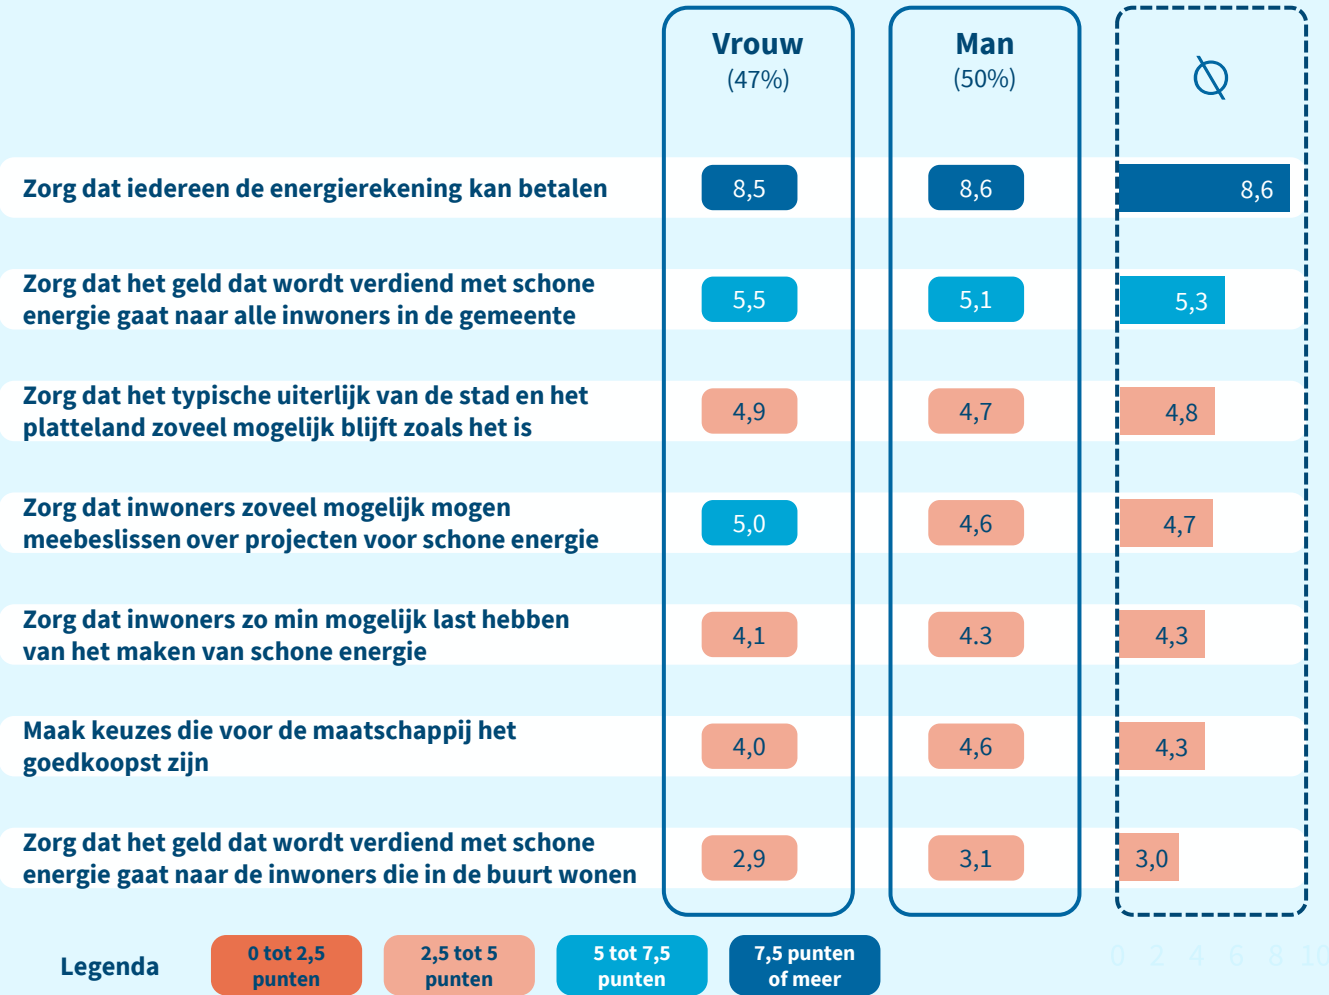 Vrouw
(47%)
Man
(50%)
Ø
Zorg dat iedereen de energierekening kan betalen
8,5
8,6
8,6
Zorg dat het geld dat wordt verdiend met schone
energie gaat naar alle inwoners in de gemeente
5,5
5,1
5,3
Zorg dat het typische uiterlijk van de stad en het
platteland zoveel mogelijk blijft zoals het is
4,9
4,7
4,8
Zorg dat inwoners zoveel mogelijk mogen
meebeslissen over projecten voor schone energie
5,0
4,6
4,7
Zorg dat inwoners zo min mogelijk last hebben
van het maken van schone energie
4,1
4.3
4,3
Maak keuzes die voor de maatschappij het
goedkoopst zijn
4,0
4,6
4,3
Zorg dat het geld dat wordt verdiend met schone
energie gaat naar de inwoners die in de buurt wonen
2,9
3,1
3,0
0 2 4 6 8 10
Legenda
0 tot 2,5
punten
2,5 tot 5
punten
5 tot 7,5
punten
7,5 punten
of meer